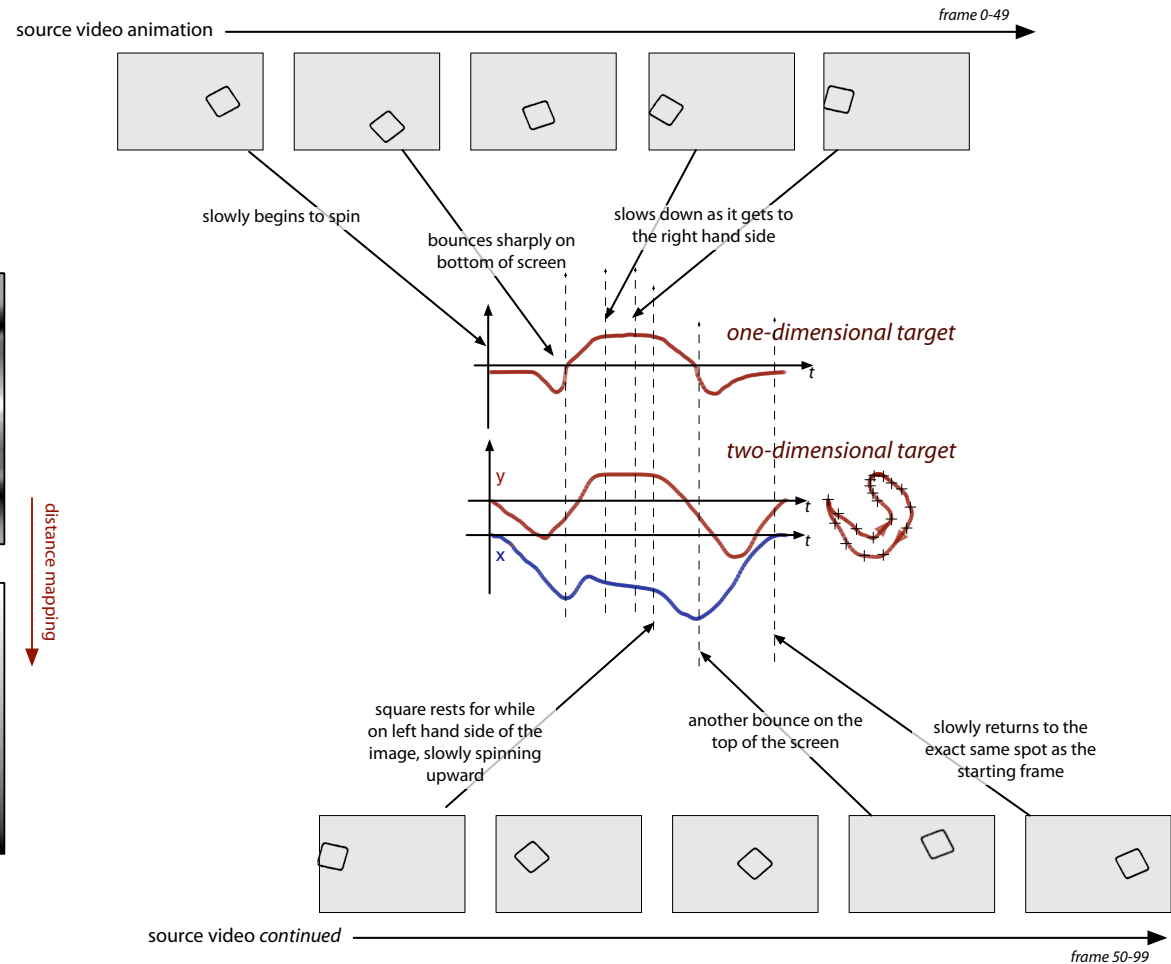 frame 0-49
source video animation
slowly begins to spin
bounces sharply on
bottom of screen
slows down as it gets to
the right hand side
one-dimensional target
t
two-dimensional target
y
t
x
t
distance mapping
square rests for while
on left hand side of the
image, slowly spinning
upward
another bounce on the
top of the screen
slowly returns to the
exact same spot as the
starting frame
source video continued
frame 50-99